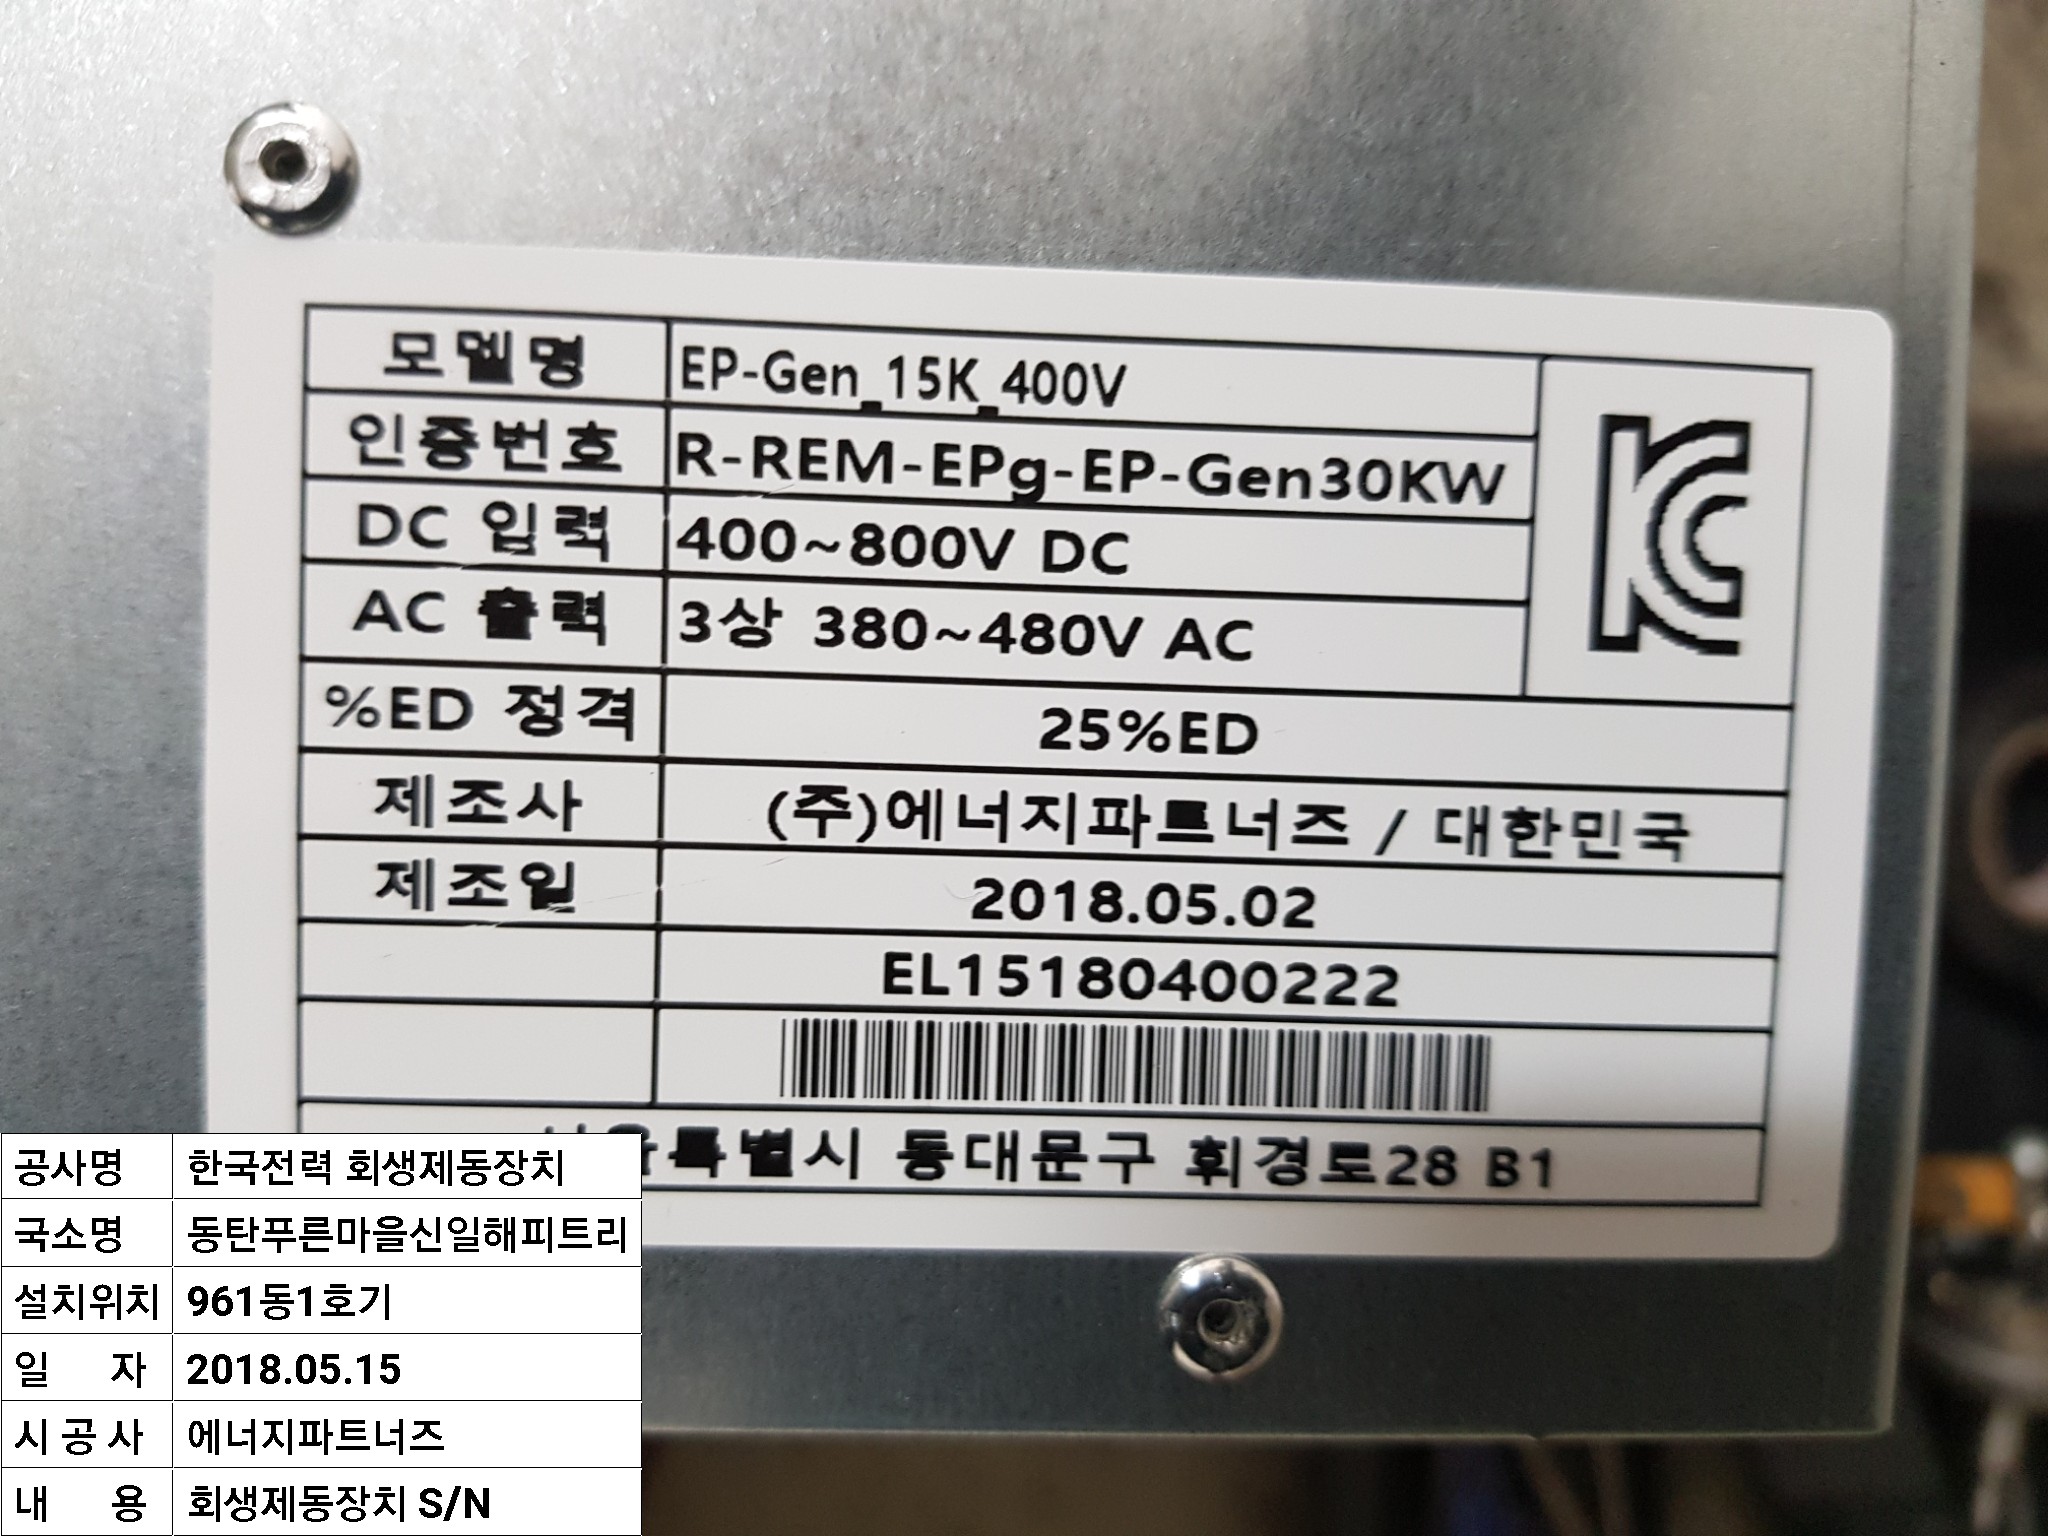 모델명 EP-Gen_15K_400V
인증번호 R-REM-EPg-EP-Gen30KW
DC 입력 400~800V DC
AC 출력 3상 380~480V AC
%ED 정격 25%ED
제조사 (주)에너지파트너즈 / 대한민국
제조일 2018.05.02
EL15180400222
서울특별시 동대문구 휘경로28 B1
공사명 한국전력 회생제동장치
국소명 동탄푸른마을신일해피트리
설치위치 961동1호기
일 자 2018.05.15
시 공 사 에너지파트너즈
내 용 회생제동장치 S/N